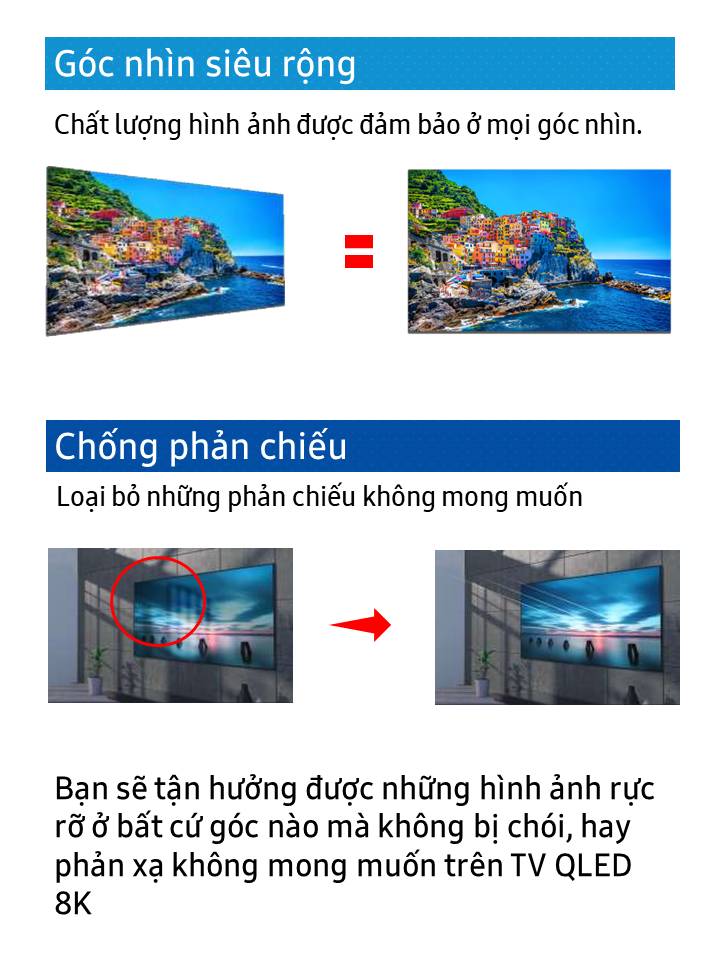 Góc nhìn siêu rộng
Chất lượng hình ảnh được đảm bảo ở mọi góc nhìn.
Chống phản chiếu
Loại bỏ những phản chiếu không mong muốn
Bạn sẽ tận hưởng được những hình ảnh rực
rỡ ở bất cứ góc nào mà không bị chói, hay
phản xạ không mong muốn trên TV QLED
8K